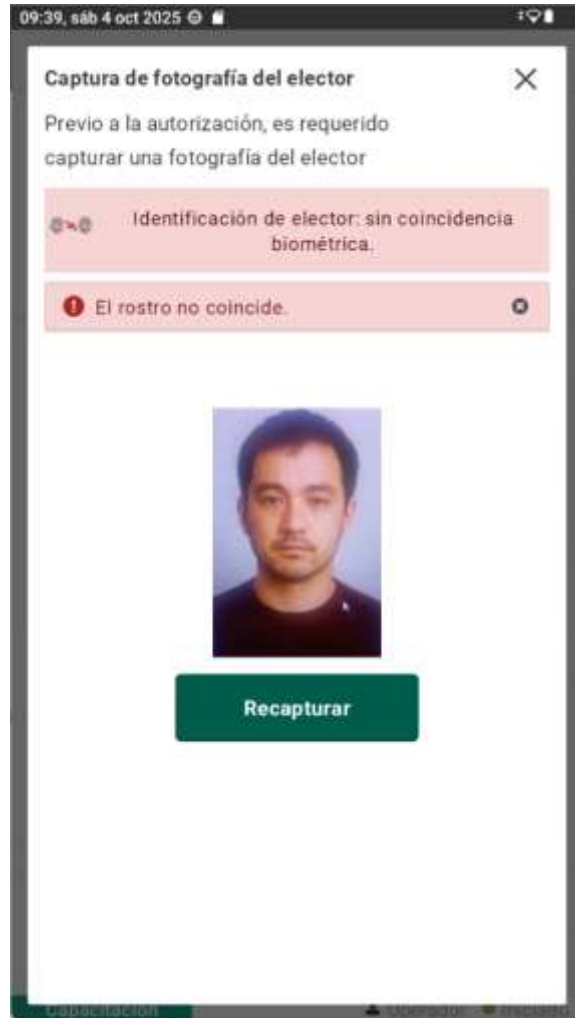 09:39, sáb 4 oct 2025
Captura de fotografía del elector
Previo a la autorización, es requerido
capturar una fotografía del elector
Identificación de elector: sin coincidencia
biométrica.
El rostro no coincide.
Recapturar
Capacitación
Operador
Iniciado